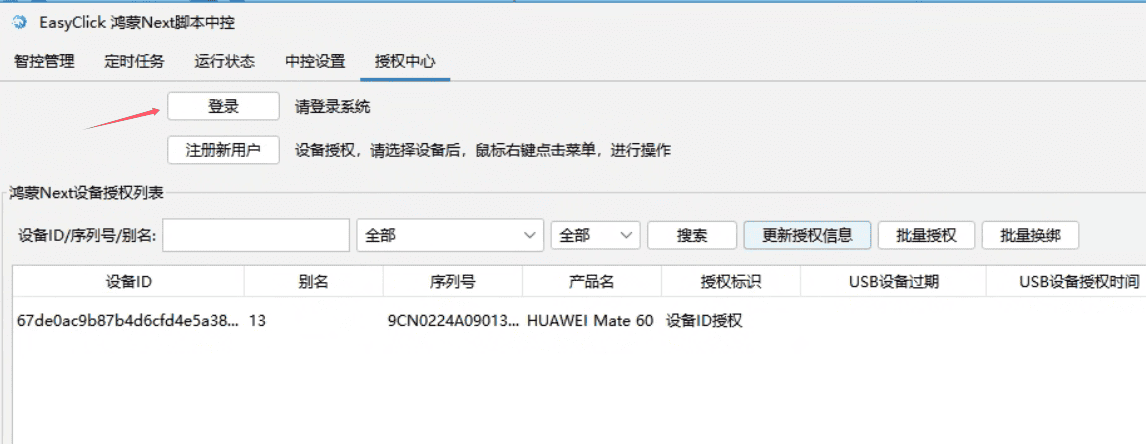 EasyClick 鸿蒙Next脚本中控
智控管理 定时任务 运行状态 中控设置 授权中心
登录 请登录系统
注册新用户 设备授权，请选择设备后，鼠标右键点击菜单，进行操作
鸿蒙Next设备授权列表
设备ID/序列号/别名: 全部 全部 搜索 更新授权信息 批量授权 批量换绑
设备ID 别名 序列号 产品名 授权标识 USB设备过期 USB设备授权时间
67de0ac9b87b4d6cfd4e5a38... 13 9CN0224A09013... HUAWEI Mate 60 设备ID授权